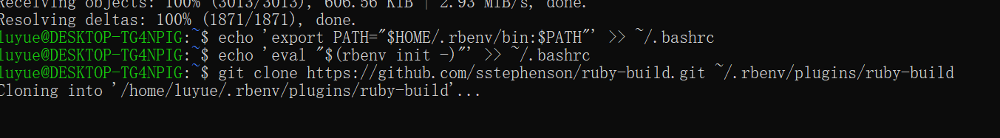 Receiving objects: 100% (3013/3013), 606.56 KiB | 2.93 MiB/s, done.
Resolving deltas: 100% (1871/1871), done.
luyue@DESKTOP-TG4NPIG:~$ echo 'export PATH="$HOME/.rbenv/bin:$PATH"' >> ~/.bashrc
luyue@DESKTOP-TG4NPIG:~$ echo 'eval "$(rbenv init -)"' >> ~/.bashrc
luyue@DESKTOP-TG4NPIG:~$ git clone https://github.com/sstephenson/ruby-build.git ~/.rbenv/plugins/ruby-build
Cloning into '/home/luyue/.rbenv/plugins/ruby-build'...